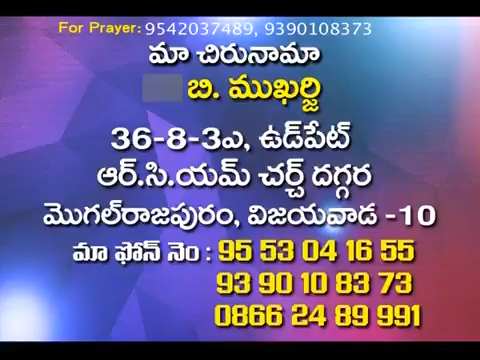 For Prayer: 9542037489, 9390108373
మా చిరునామా
బి. ముఖర్జి
36-8-3ఎ, ఉడ్‌పేట్
ఆర్.సి.యమ్ చర్చ్ దగ్గర
మొగల్‌రాజపురం, విజయవాడ -10
మా ఫోన్ నెం : 95 53 04 16 55
93 90 10 83 73
0866 24 89 991